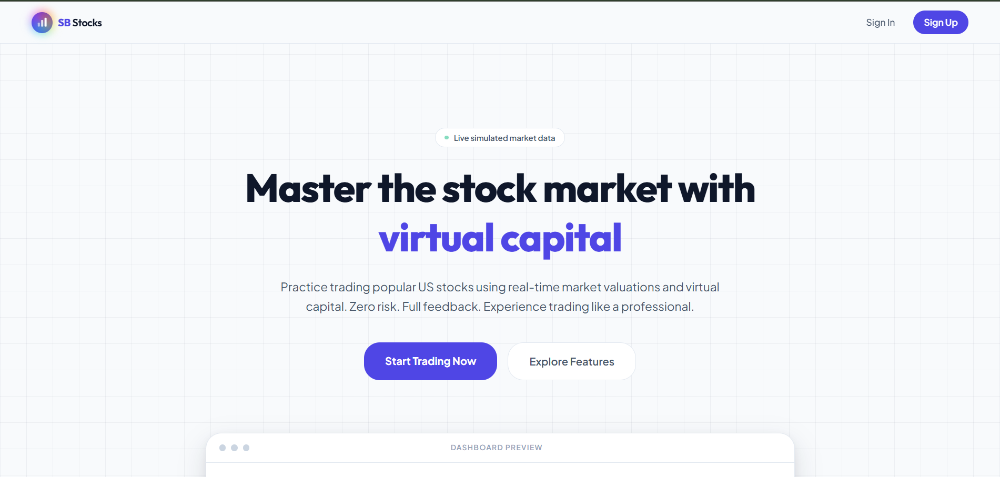 SB Stocks
Sign In
Sign Up
Live simulated market data
Master the stock market with
virtual capital
Practice trading popular US stocks using real-time market valuations and virtual
capital. Zero risk. Full feedback. Experience trading like a professional.
Start Trading Now
Explore Features
DASHBOARD PREVIEW